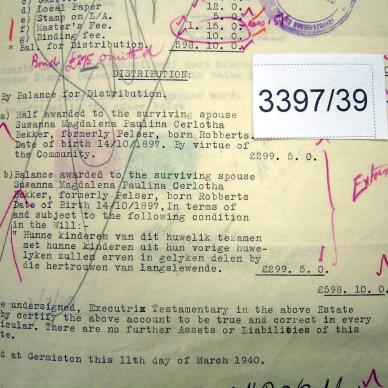 d) Local Paper 12. 0.
e) Stamp on L/A. 5. 0.
f) Master's Fee. 1. 15. 0.
g) Binding fee. 10. 0.
" Bal. for Distribution. 598. 10. 0.
Bond £215 omitted
DISTRIBUTION:
3397/39
By Balance for Distribution.
a) Half awarded to the surviving spouse
Susanna Magdalena Paulina Cerlotha
Bekker, formerly Pelser, born Robberts.
Date of birth 14/10/1897. By virtue of
the Community. £299. 5. 0.
b) Balance awarded to the surviving spouse
Susanna Magdalena Paulina Cerlotha
Bekker, formerly Pelser, born Robberts
Date of Birth 14/10/1897, In terms of
and subject to the following condition
in the Will:-
" Hunne kinderen van dit huwelik tezamen
met hunne kinderen uit hun vorige huwe-
lyken zullen erven in gelyken delen by
die hertrouwen van langslewende. £299. 5. 0.
£598. 10. 0.
e undersigned, Executrix Testamentary in the above Estate
by certify the above account to be true and correct in every
icular. There are no further Assets or Liabilities of this
te.
d at Germiston this 11th day of March 1940.